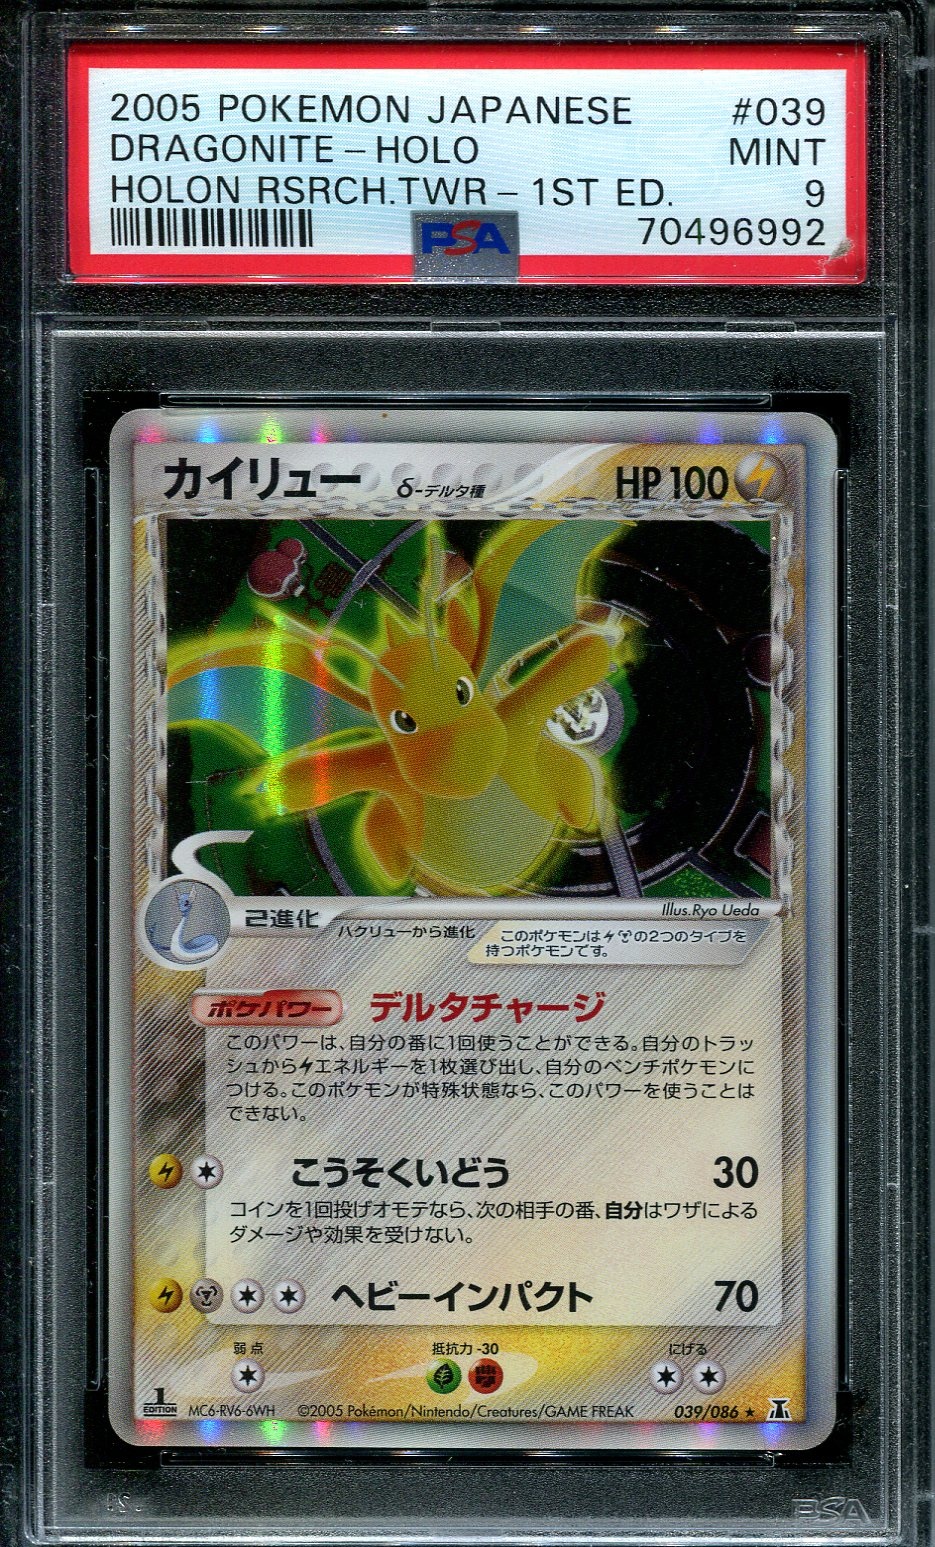 2005 POKEMON JAPANESE #039
DRAGONITE – HOLO MINT
HOLON RSRCH.TWR – 1ST ED. 9
PSA 70496992
カイリュー δ-デルタ種 HP 100
Illus.Ryo Ueda
2進化
ハクリューから進化
このポケモンは の2つのタイプを
持つポケモンです。
ポケパワー デルタチャージ
このパワーは、自分の番に1回使うことができる。自分のトラッ
シュから エネルギーを1枚選び出し、自分のベンチポケモンに
つける。このポケモンが特殊状態なら、このパワーを使うことは
できない。
こうそくいどう 30
コインを1回投げオモテなら、次の相手の番、自分はワザによる
ダメージや効果を受けない。
ヘビーインパクト 70
弱点 抵抗力 -30 にげる
1 EDITION MC6-RV6-6WH ©2005 Pokémon/Nintendo/Creatures/GAME FREAK 039/086 ★
PSA